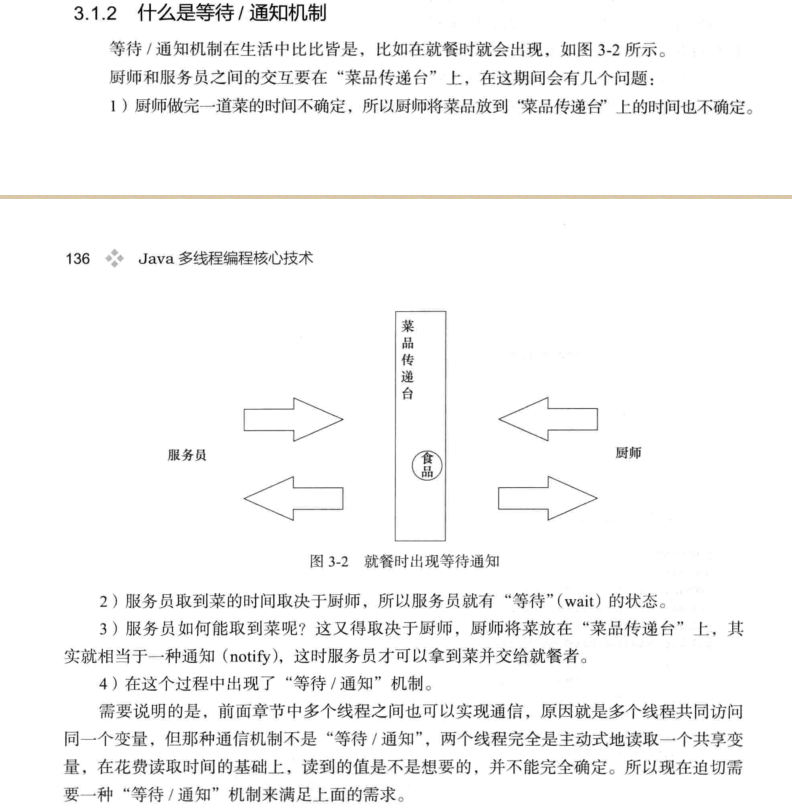 3.1.2 什么是等待 / 通知机制
等待 / 通知机制在生活中比比皆是，比如在就餐时就会出现，如图 3-2 所示。
厨师和服务员之间的交互要在“菜品传递台”上，在这期间会有几个问：
1）厨师做完一道菜的时间不确定，所以厨师将菜品放到“菜品传递台”上的时间也不确定。
136 Java 多线程编程核心技术
菜品传递台
服务员
食品
厨师
图 3-2 就餐时出现等待通知
2）服务员取到菜的时间取决于厨师，所以服务员就有“等待”（wait）的状态。
3）服务员如何能取到菜呢？这又得取决于厨师，厨师将菜放在“菜品传递台”上，其
实就相当于一种通知（notify），这时服务员才可以拿到菜并交给就餐者。
4）在这个过程中出现了“等待 / 通知”机制。
需要说明的是，前面章节中多个线程之间也可以实现通信，原因就是多个线程共同访问
同一个变量，但那种通信机制不是“等待 / 通知”，两个线程完全是主动式地读取一个共享变
量，在花费读取时间的基础上，读到的值是不是想要的，并不能完全确定。所以现在迫切需
要一种“等待 / 通知”机制来满足上面的需求。